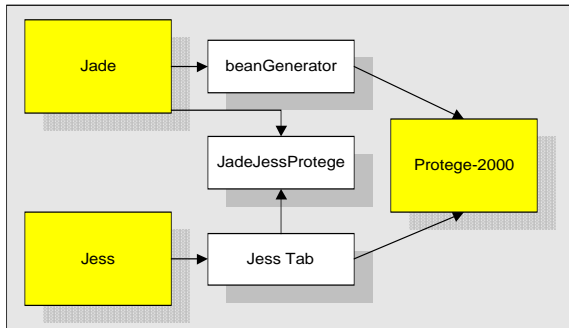 Jade
beanGenerator
JadeJessProtege
Protege-2000
Jess
Jess Tab